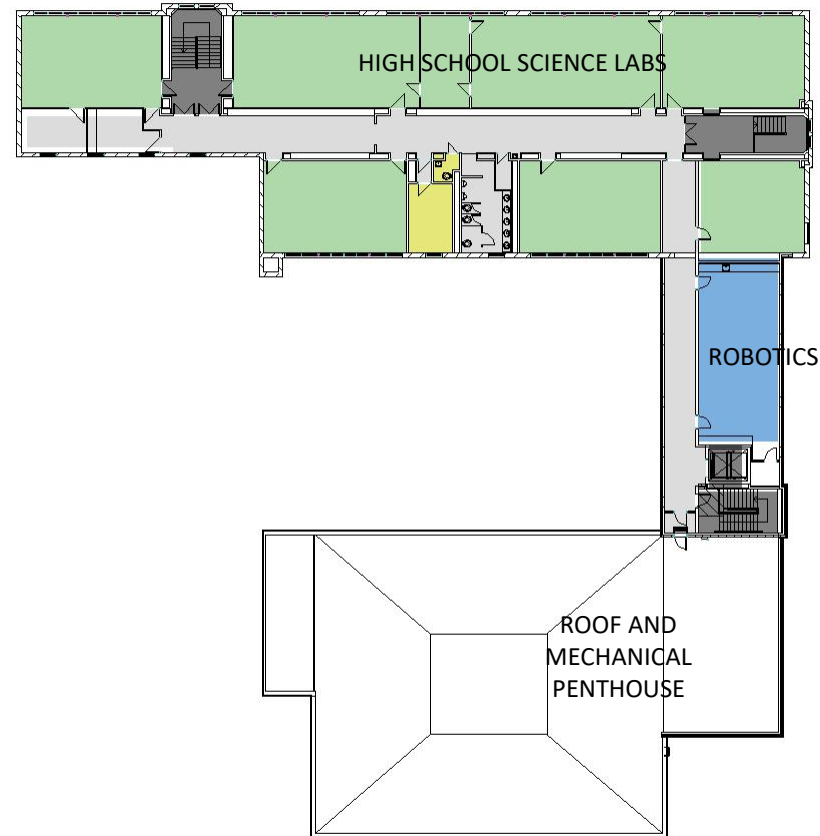 HIGH SCHOOL SCIENCE LABS
ROBOTICS
ROOF AND
MECHANICAL
PENTHOUSE